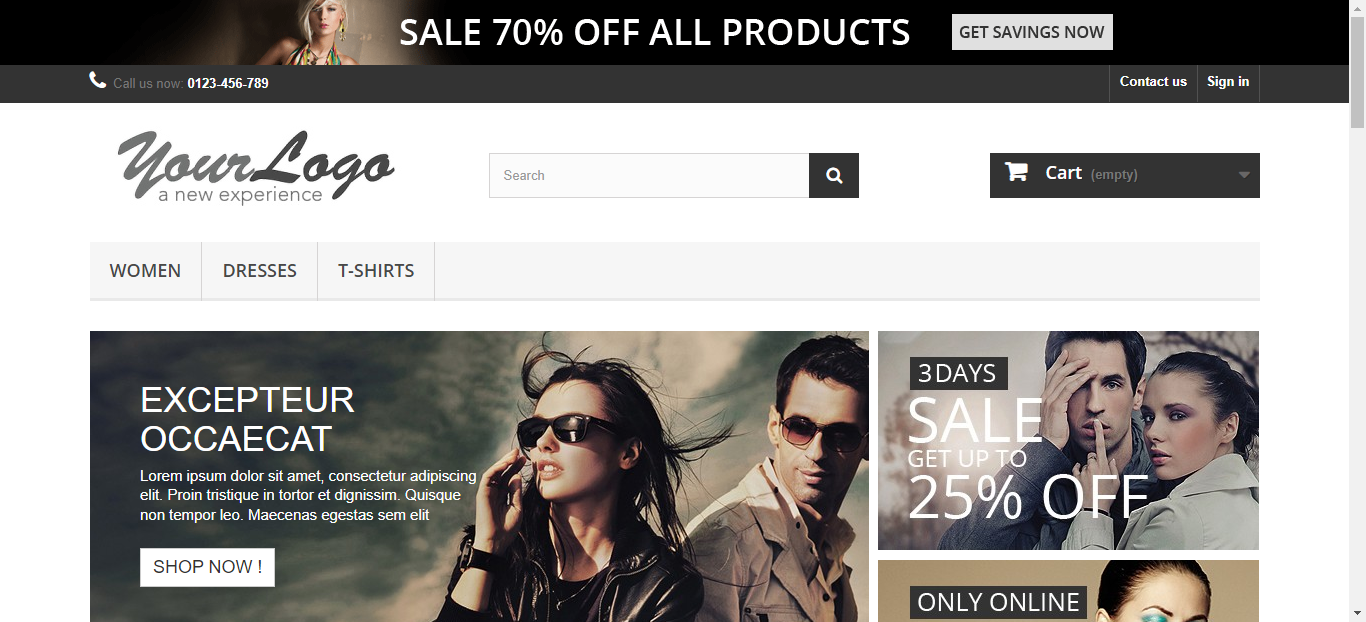 SALE 70% OFF ALL PRODUCTS
GET SAVINGS NOW
Call us now: 0123-456-789
Contact us
Sign in
YourLogo
a new experience
Search
Cart (empty)
WOMEN
DRESSES
T-SHIRTS
EXCEPTEUR
OCCAECAT
Lorem ipsum dolor sit amet, consectetur adipiscing
elit. Proin tristique in tortor et dignissim. Quisque
non tempor leo. Maecenas egestas sem elit
SHOP NOW !
3 DAYS
SALE
GET UP TO
25% OFF
ONLY ONLINE